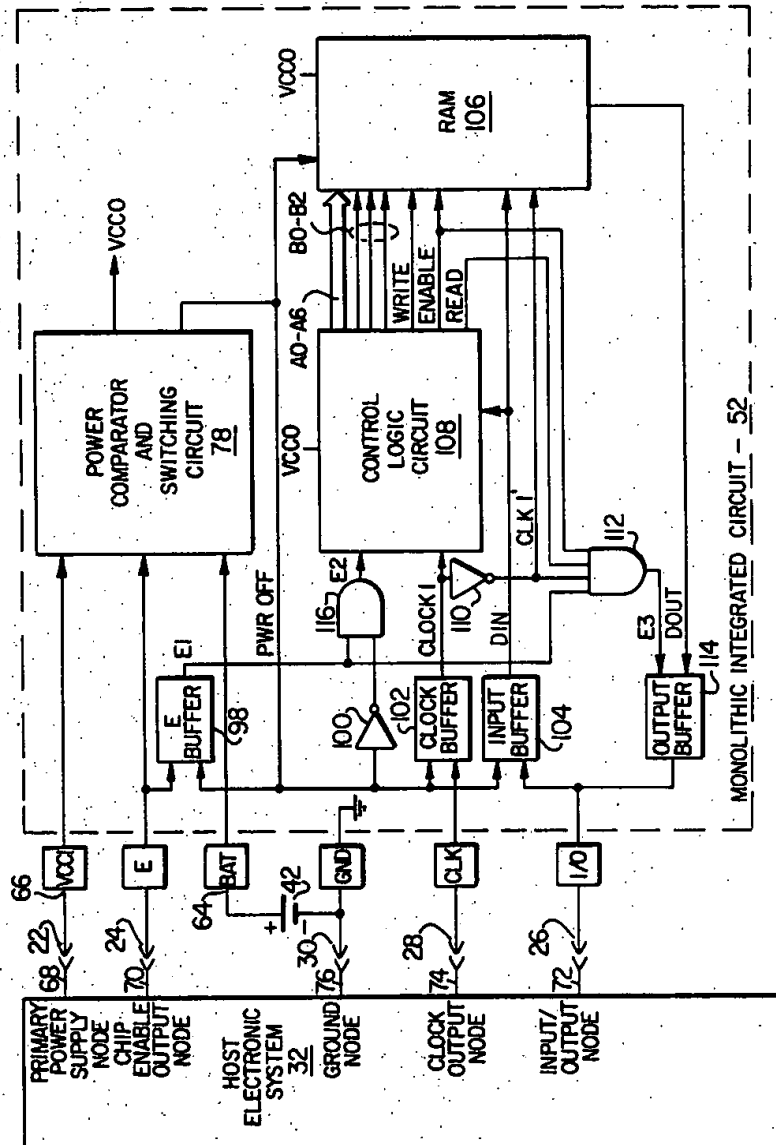 PRIMARY
POWER
SUPPLY
NODE
CHIP
ENABLE
OUTPUT
NODE
HOST
ELECTRONIC
SYSTEM
32
GROUND
NODE
CLOCK
OUTPUT
NODE
INPUT/
OUTPUT
NODE
68
22
70
24
76
30
74
28
72
26
66
VCCI
E
64
BAT
+
42
-
GND
CLK
I/O
POWER
COMPARATOR
AND
SWITCHING
CIRCUIT
78
VCCO
E
BUFFER
98
E1
PWR OFF
100
116
E2
CLOCK
BUFFER
102
CLOCK 1
INPUT
BUFFER
104
DIN
110
CLK 1'
VCCO
CONTROL
LOGIC
CIRCUIT
108
A0-A6
B0-B2
WRITE
ENABLE
READ
VCCO
RAM
106
112
E3
DOUT
OUTPUT
BUFFER
114
MONOLITHIC INTEGRATED CIRCUIT - 52